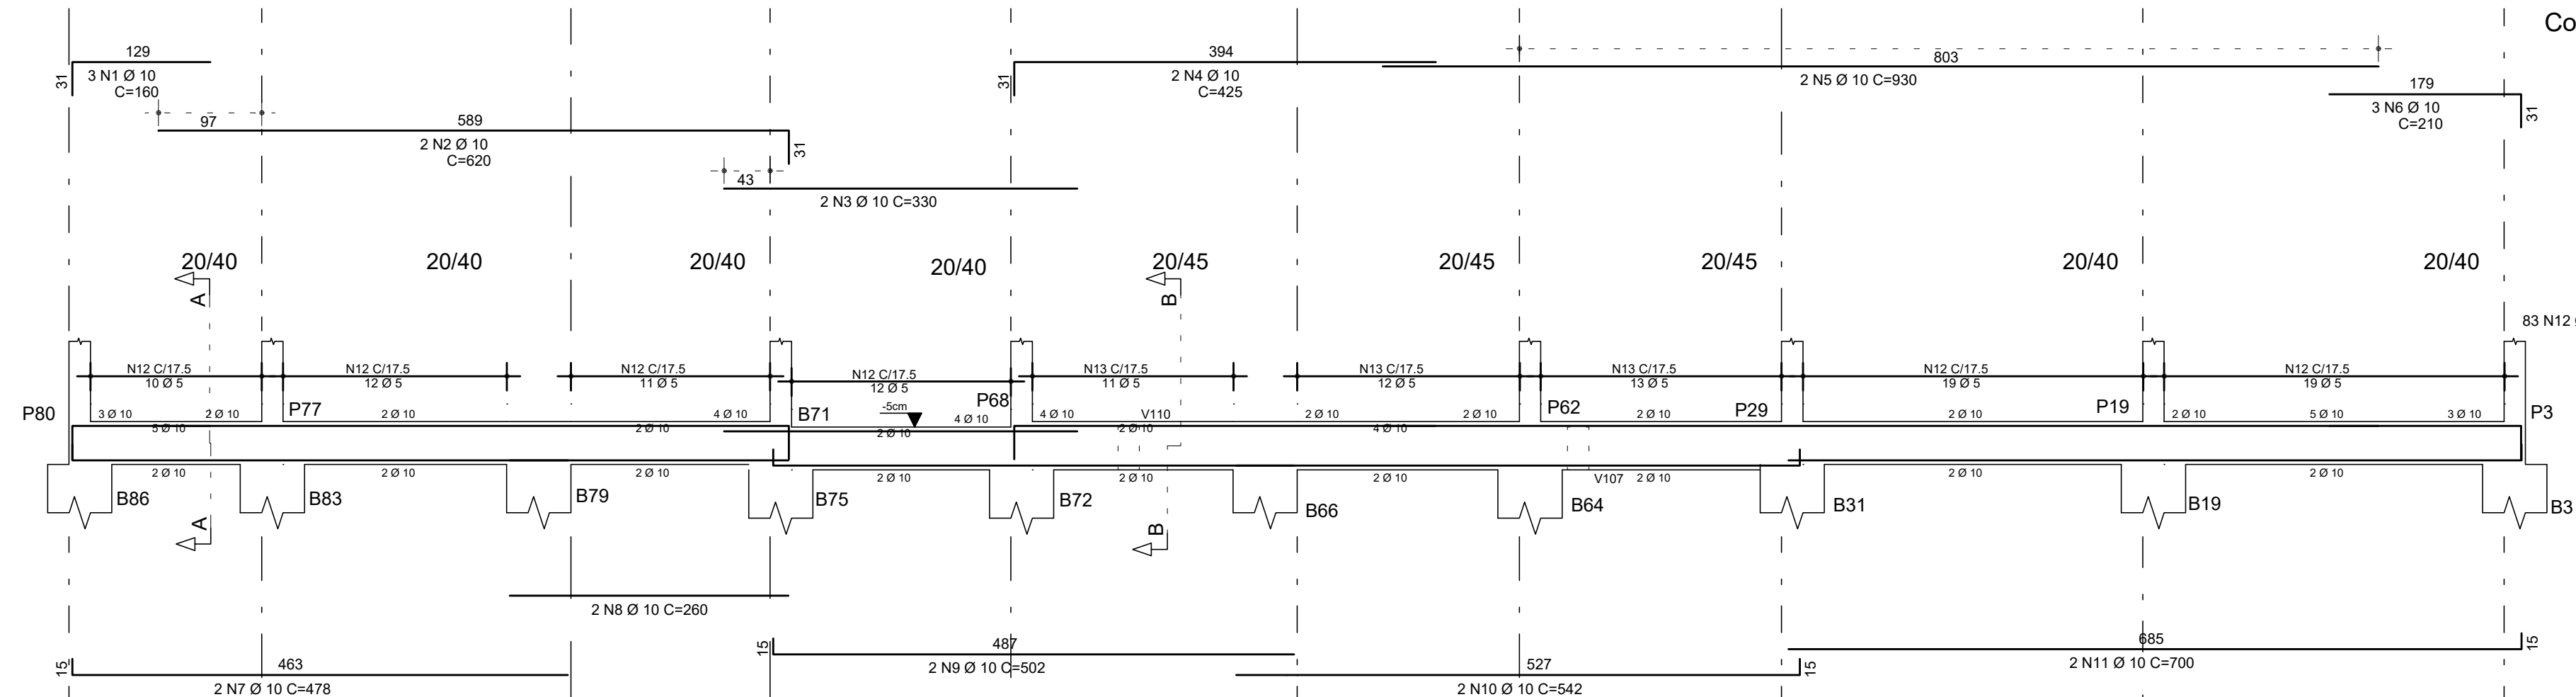 Co
129
31
3 N1 Ø 10
C=160
97
589
31
2 N2 Ø 10
C=620
43
2 N3 Ø 10 C=330
394
31
2 N4 Ø 10
C=425
803
2 N5 Ø 10 C=930
179
31
3 N6 Ø 10
C=210
20/40
20/40
20/40
20/40
20/45
20/45
20/45
20/40
20/40
A
B
83 N12
N12 C/17.5
10 Ø 5
N12 C/17.5
12 Ø 5
N12 C/17.5
11 Ø 5
N12 C/17.5
12 Ø 5
N13 C/17.5
11 Ø 5
N13 C/17.5
12 Ø 5
N13 C/17.5
13 Ø 5
N12 C/17.5
19 Ø 5
N12 C/17.5
19 Ø 5
P80
P77
B71
P68
P62
P29
P19
P3
3 Ø 10
2 Ø 10
2 Ø 10
4 Ø 10
-5cm
4 Ø 10
4 Ø 10
V110
2 Ø 10
2 Ø 10
2 Ø 10
2 Ø 10
2 Ø 10
5 Ø 10
3 Ø 10
5 Ø 10
2 Ø 10
2 Ø 10
2 Ø 10
4 Ø 10
2 Ø 10
2 Ø 10
2 Ø 10
2 Ø 10
2 Ø 10
2 Ø 10
V107
2 Ø 10
2 Ø 10
2 Ø 10
B86
B83
B79
B75
B72
B66
B64
B31
B19
B3
A
B
2 N8 Ø 10 C=260
15
463
2 N7 Ø 10 C=478
15
487
2 N9 Ø 10 C=502
527
15
2 N10 Ø 10 C=542
685
15
2 N11 Ø 10 C=700